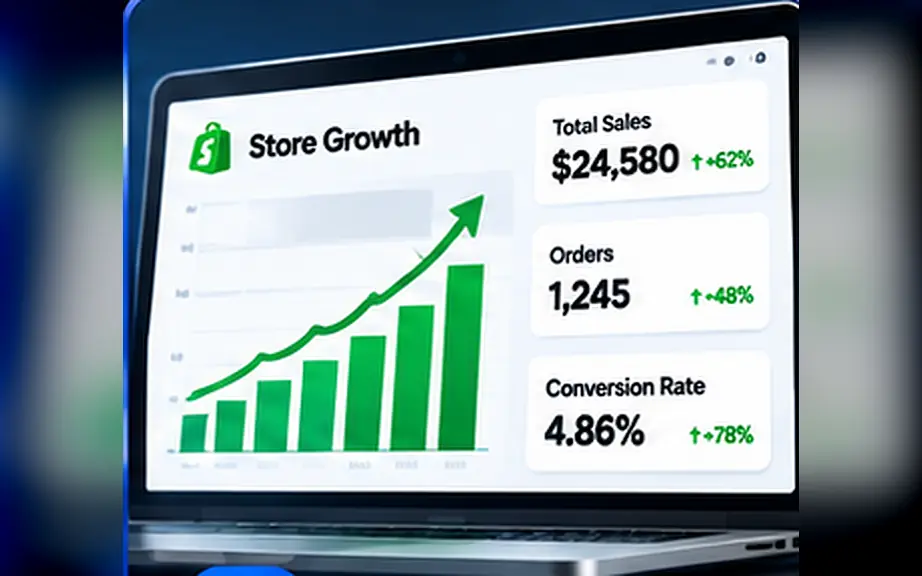 Store Growth
Total Sales
$24,580 ↑+62%
Orders
1,245 ↑+48%
Conversion Rate
4.86% ↑+78%